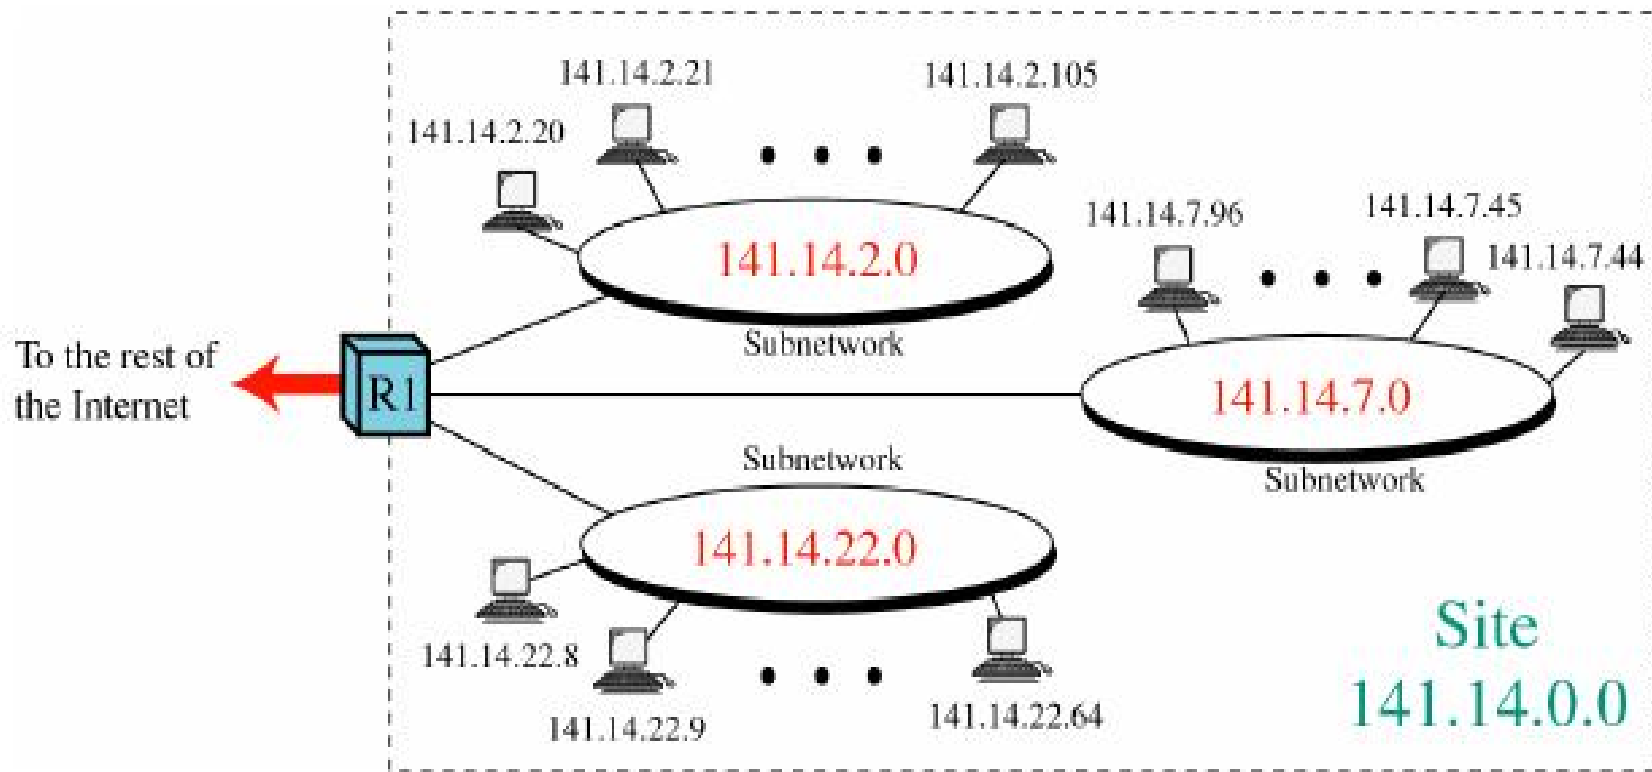 141.14.2.21
141.14.2.105
141.14.2.20
141.14.7.96
141.14.7.45
141.14.7.44
141.14.2.0
Subnetwork
To the rest of
the Internet
R1
141.14.7.0
Subnetwork
Subnetwork
141.14.22.0
141.14.22.8
141.14.22.9
141.14.22.64
Site
141.14.0.0